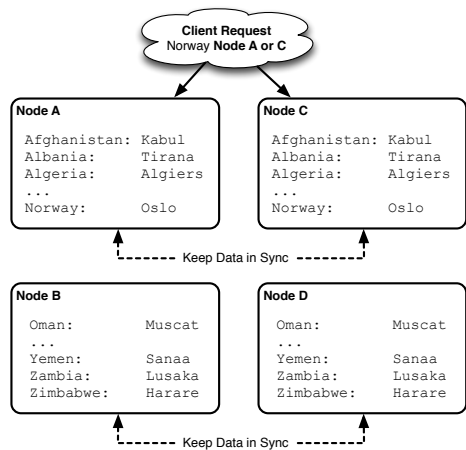 Client Request
Norway Node A or C
Node A
Afghanistan: Kabul
Albania: Tirana
Algeria: Algiers
...
Norway: Oslo
Node C
Afghanistan: Kabul
Albania: Tirana
Algeria: Algiers
...
Norway: Oslo
Keep Data in Sync
Node B
Oman: Muscat
...
Yemen: Sanaa
Zambia: Lusaka
Zimbabwe: Harare
Node D
Oman: Muscat
...
Yemen: Sanaa
Zambia: Lusaka
Zimbabwe: Harare
Keep Data in Sync